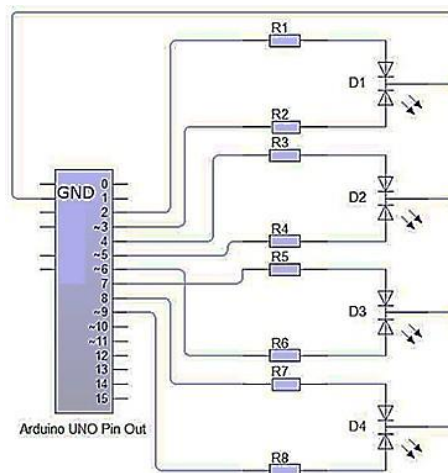 R1
D1
R2
R3
GND
0
1
2
~3
4
~5
~6
7
8
~9
~10
~11
12
13
14
15
D2
R4
R5
D3
R6
R7
D4
R8
Arduino UNO Pin Out